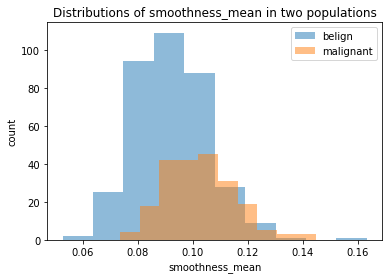 Distributions of smoothness_mean in two populations
belign
malignant
count
100
80
60
40
20
0
0.06
0.08
0.10
0.12
0.14
0.16
smoothness_mean